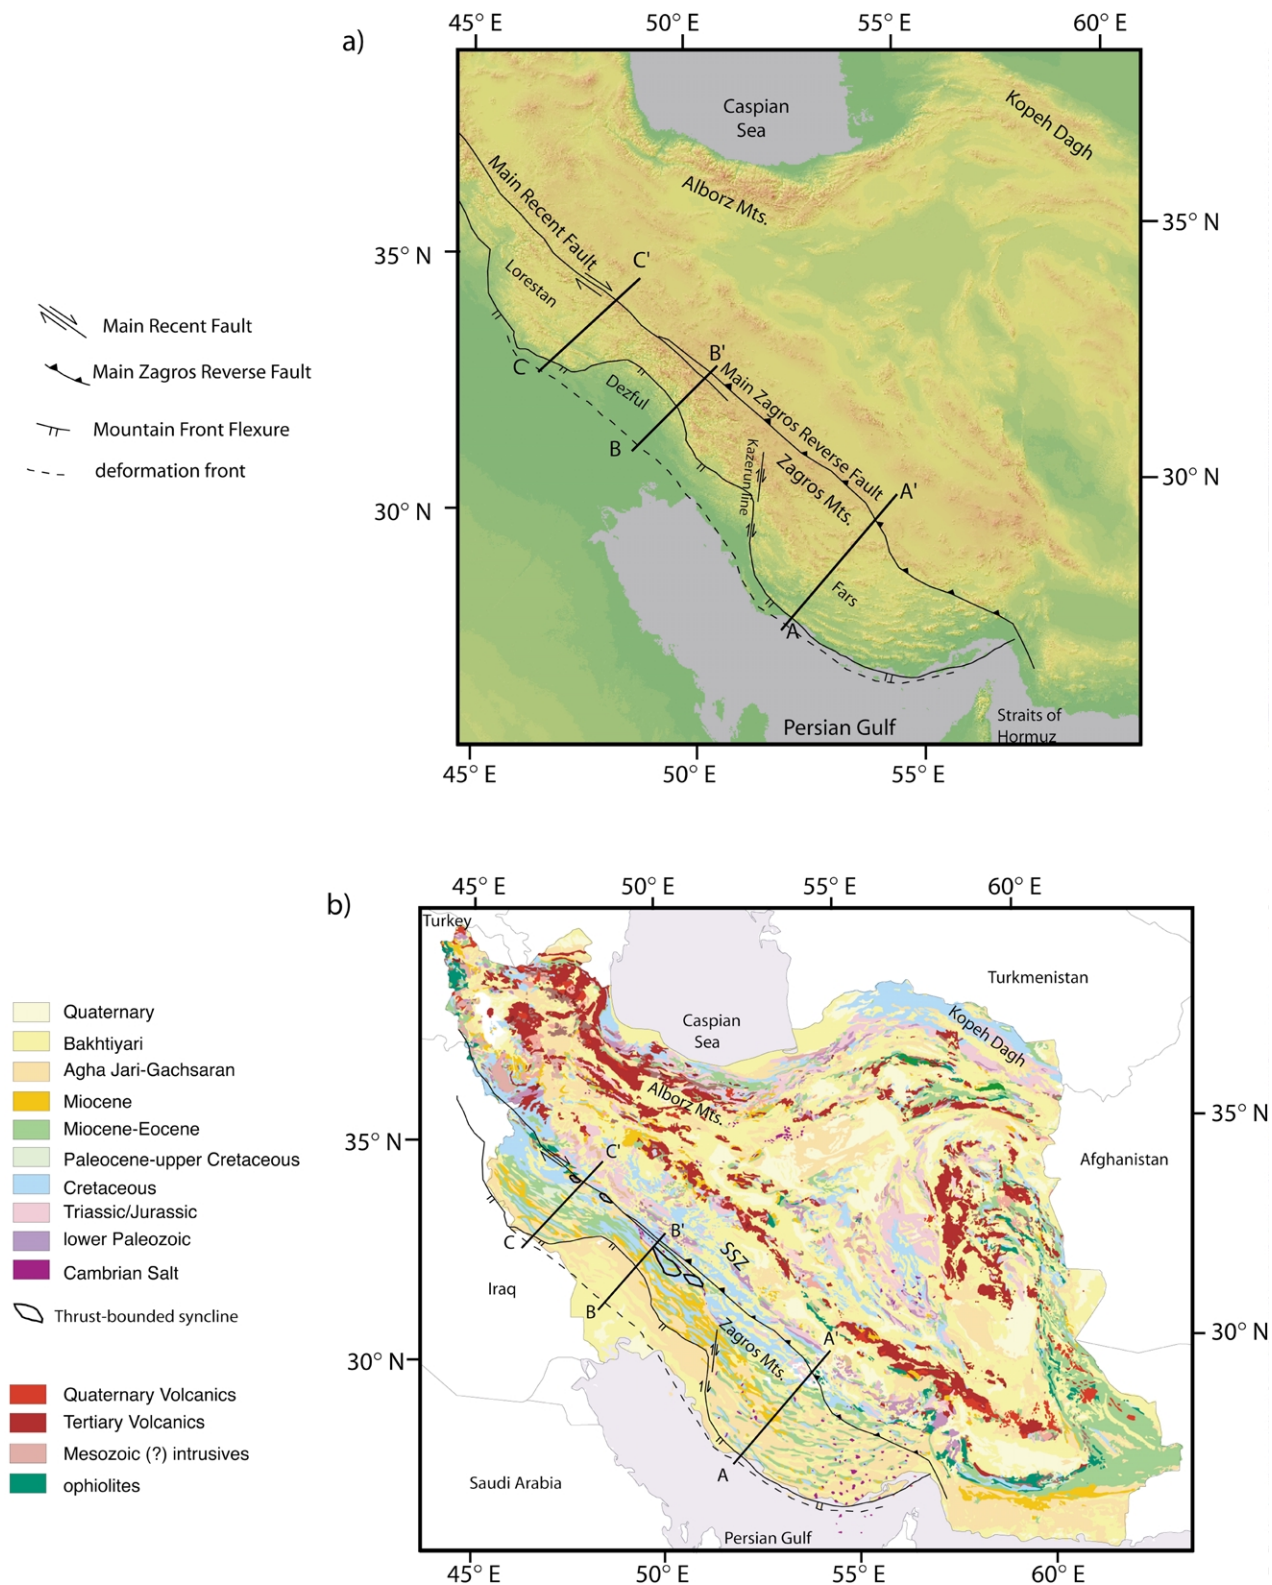 a)
45° E
50° E
55° E
60° E
Caspian
Sea
Kopeh Dagh
Alborz Mts.
Main Recent Fault
35° N
35° N
C'
Lorestan
Main Recent Fault
B'
C
Main Zagros Reverse Fault
Main Zagros Reverse Fault
Dezful
Mountain Front Flexure
B
Kazerun line
Zagros Mts.
deformation front
30° N
A'
30° N
Fars
A
Persian Gulf
Straits of
Hormuz
45° E
50° E
55° E
b)
45° E
50° E
55° E
60° E
Turkey
Turkmenistan
Caspian
Sea
Kopeh Dagh
Quaternary
Bakhtiyari
Agha Jari-Gachsaran
Miocene
Miocene-Eocene
Paleocene-upper Cretaceous
Cretaceous
Triassic/Jurassic
lower Paleozoic
Cambrian Salt
Thrust-bounded syncline
Quaternary Volcanics
Tertiary Volcanics
Mesozoic (?) intrusives
ophiolites
Alborz Mts.
35° N
35° N
C'
Afghanistan
B'
C
SSZ
Iraq
B
Zagros Mts.
A'
30° N
30° N
A
Saudi Arabia
Persian Gulf
45° E
50° E
55° E
60° E